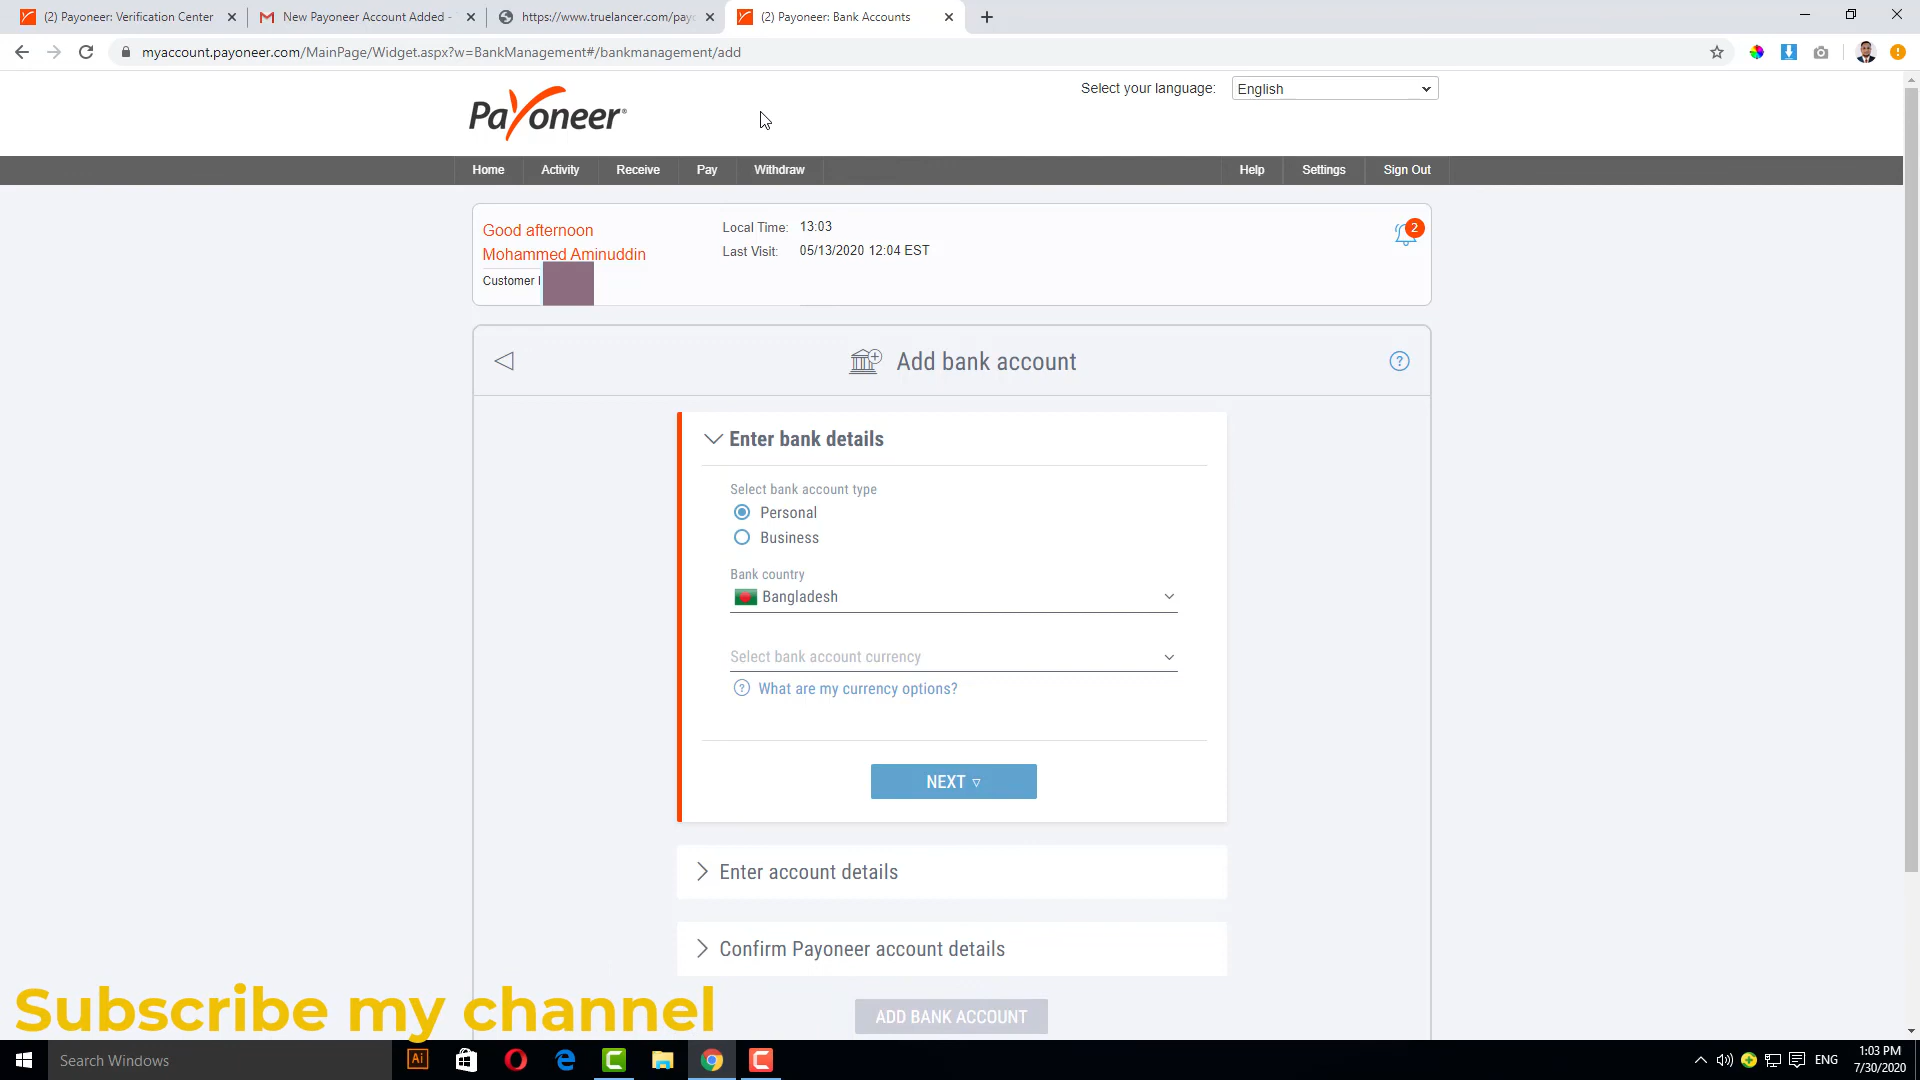 (2) Payoneer: Verification Center
New Payoneer Account Added -
https://www.truelancer.com/payo
(2) Payoneer: Bank Accounts
myaccount.payoneer.com/MainPage/Widget.aspx?w=BankManagement#/bankmanagement/add
Payoneer
Select your language: English
Home Activity Receive Pay Withdraw Help Settings Sign Out
Good afternoon
Mohammed Aminuddin
Customer I
Local Time: 13:03
Last Visit: 05/13/2020 12:04 EST
2
Add bank account
?
Enter bank details
Select bank account type
Personal
Business
Bank country
Bangladesh
Select bank account currency
? What are my currency options?
NEXT
Enter account details
Confirm Payoneer account details
ADD BANK ACCOUNT
Subscribe my channel
Search Windows
Ai
ENG
1:03 PM
7/30/2020